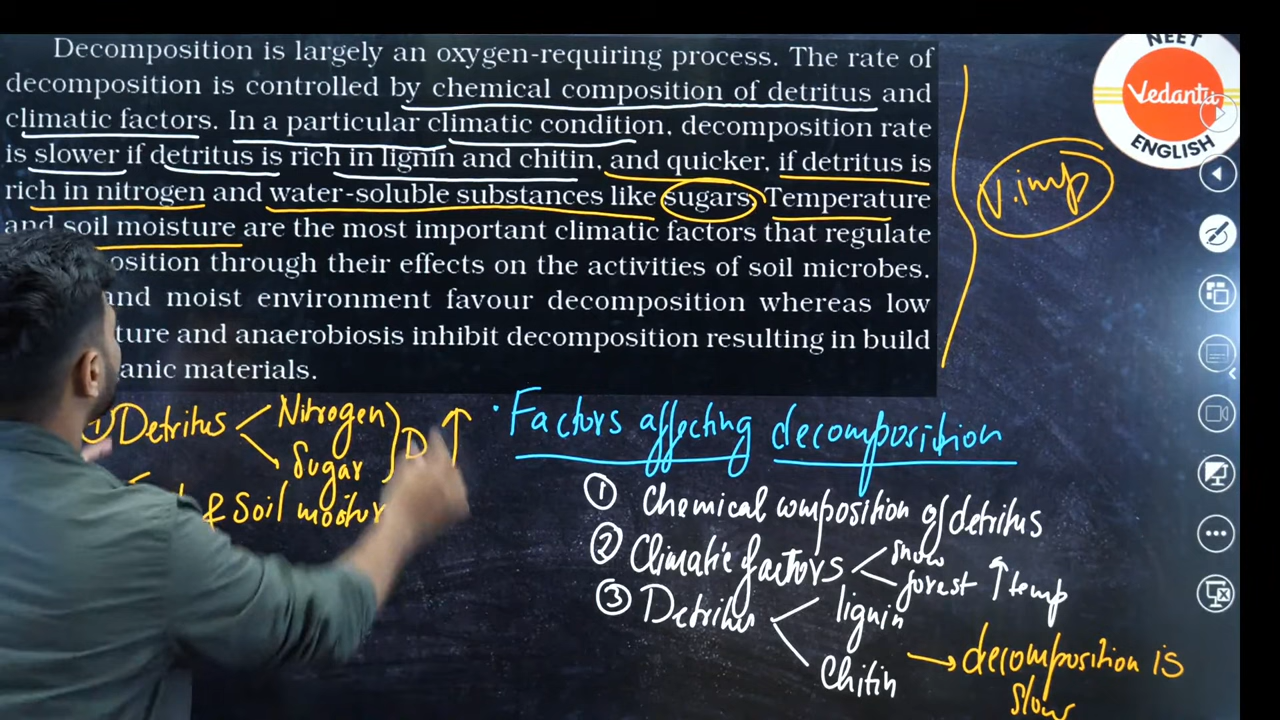 Decomposition is largely an oxygen-requiring process. The rate of
decomposition is controlled by chemical composition of detritus and
climatic factors. In a particular climatic condition, decomposition rate
is slower if detritus is rich in lignin and chitin, and quicker, if detritus is
rich in nitrogen and water-soluble substances like sugars. Temperature
and soil moisture are the most important climatic factors that regulate
position through their effects on the activities of soil microbes.
and moist environment favour decomposition whereas low
ture and anaerobiosis inhibit decomposition resulting in build
anic materials.
NEET
Vedantu
ENGLISH
V.imp
1 Detritus Nitrogen
Sugar
D ↑
& Soil moistur
· Factors affecting decomposition
① Chemical composition of detritus
② Climatic factors snow
forest ↑ temp
③ Detritus lignin
Chitin → decomposition is
slow